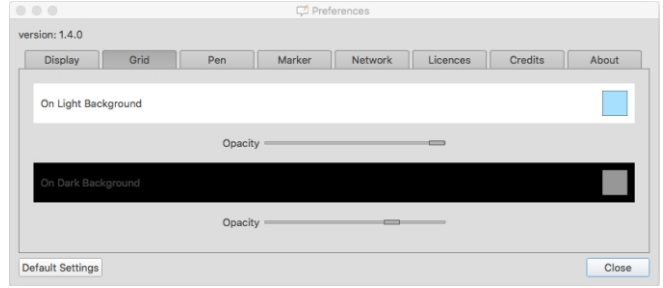 Preferences
version: 1.4.0
Display Grid Pen Marker Network Licences Credits About
On Light Background
Opacity
On Dark Background
Opacity
Default Settings Close